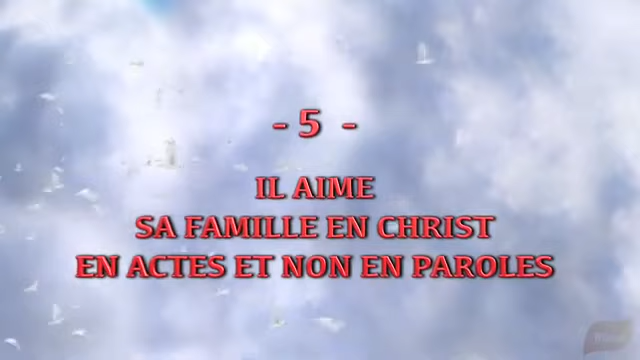 - 5 -
IL AIME
SA FAMILLE EN CHRIST
EN ACTES ET NON EN PAROLES